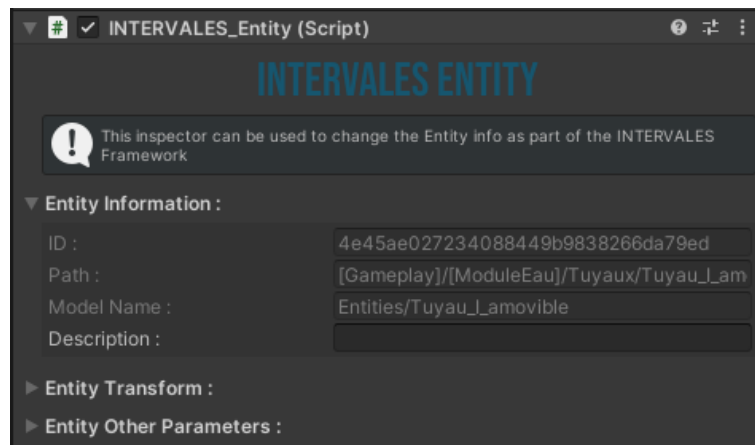 # INTERVALES_Entity (Script)
INTERVALES ENTITY
This inspector can be used to change the Entity info as part of the INTERVALES
Framework
Entity Information :
ID : 4e45ae027234088449b9838266da79ed
Path : [Gameplay]/[ModuleEau]/Tuyaux/Tuyau_I_am
Model Name : Entities/Tuyau_I_amovible
Description :
Entity Transform :
Entity Other Parameters :